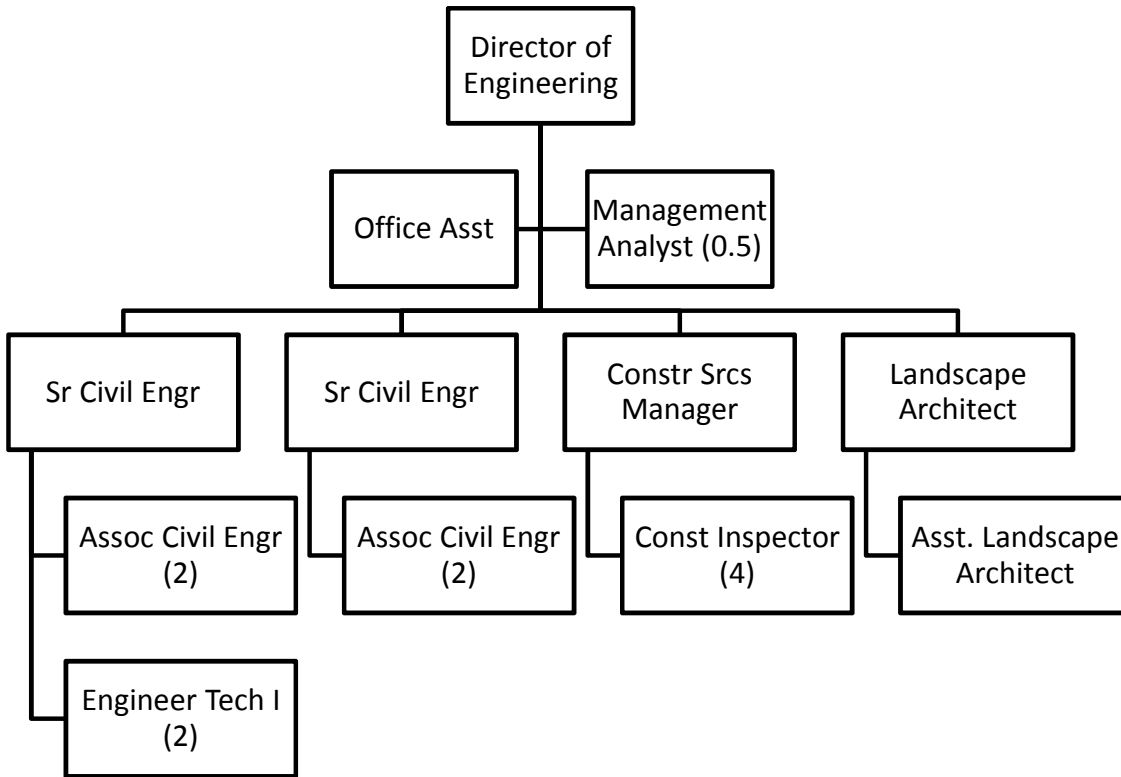 Director of
Engineering
Office Asst
Management
Analyst (0.5)
Sr Civil Engr
Sr Civil Engr
Constr Srcs
Manager
Landscape
Architect
Assoc Civil Engr
(2)
Assoc Civil Engr
(2)
Const Inspector
(4)
Asst. Landscape
Architect
Engineer Tech I
(2)